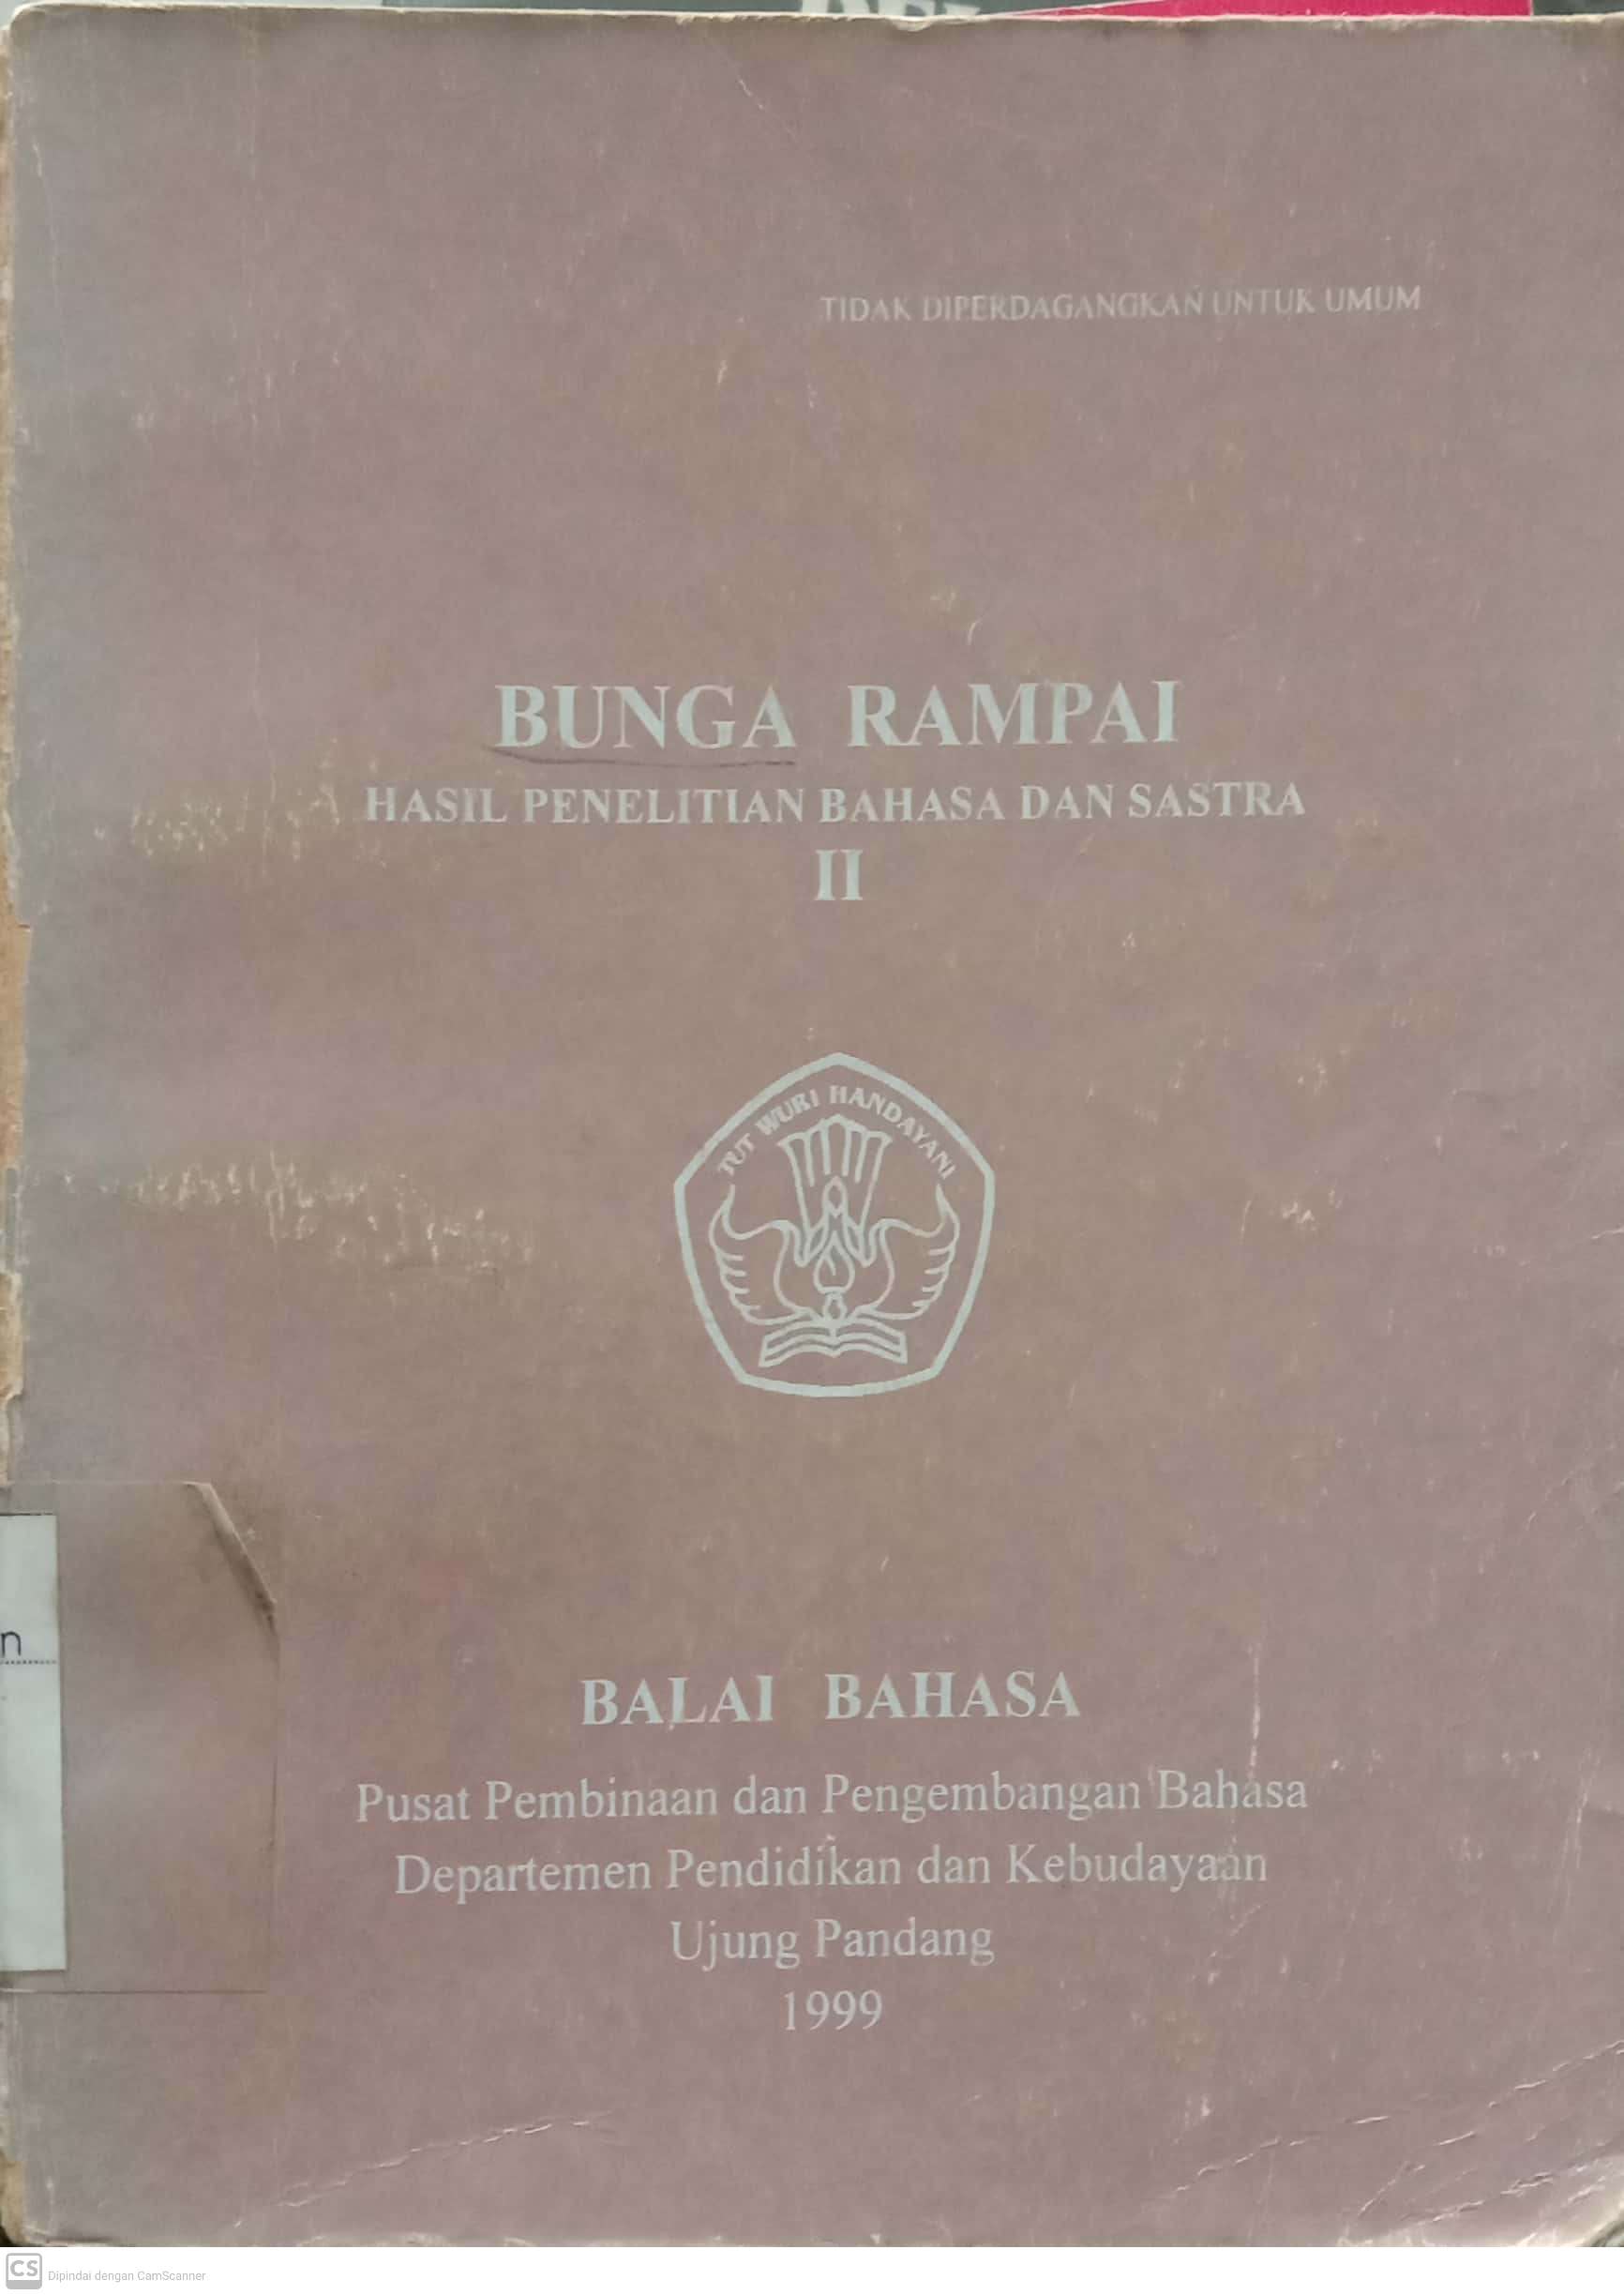 TIDAK DIPERDAGANGKAN UNTUK UMUM
BUNGA RAMPAI
HASIL PENELITIAN BAHASA DAN SASTRA
II
TUT WURI HANDAYANI
n
BALAI BAHASA
Pusat Pembinaan dan Pengembangan Bahasa
Departemen Pendidikan dan Kebudayaan
Ujung Pandang
1999
CS Dipindai dengan CamScanner